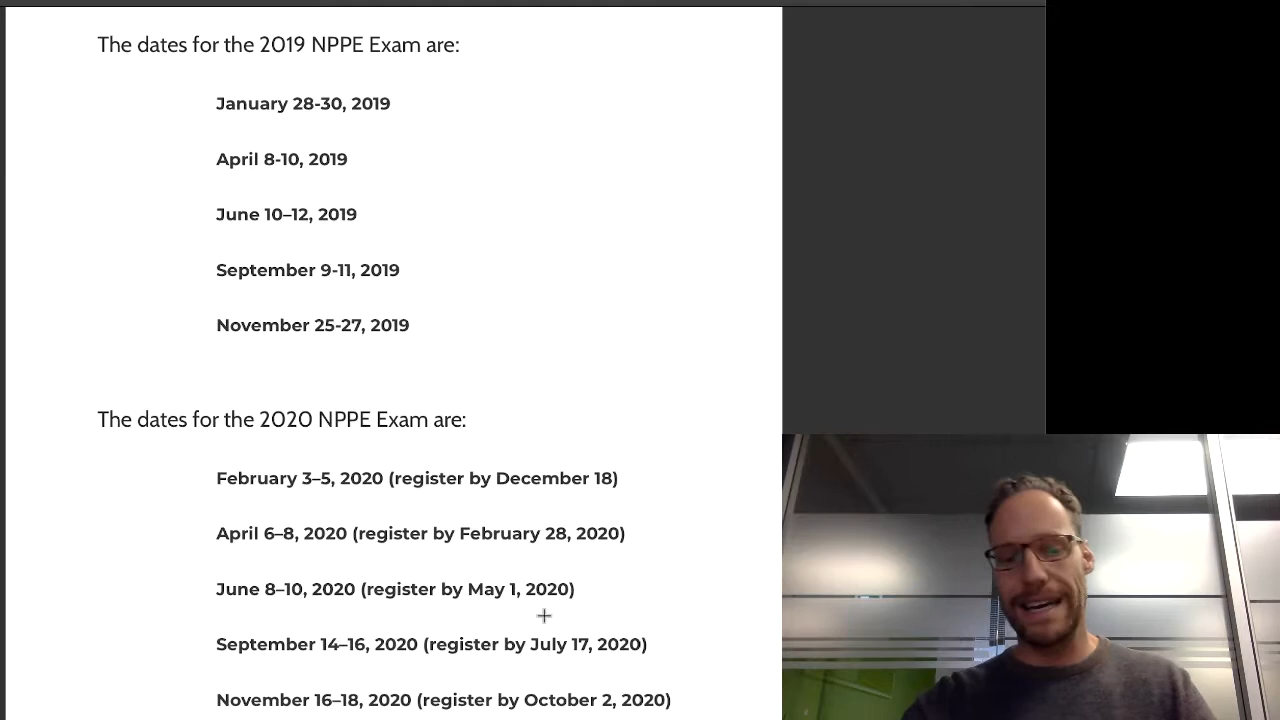 The dates for the 2019 NPPE Exam are:
January 28-30, 2019
April 8-10, 2019
June 10–12, 2019
September 9-11, 2019
November 25-27, 2019
The dates for the 2020 NPPE Exam are:
February 3–5, 2020 (register by December 18)
April 6–8, 2020 (register by February 28, 2020)
June 8–10, 2020 (register by May 1, 2020)
September 14–16, 2020 (register by July 17, 2020)
November 16–18, 2020 (register by October 2, 2020)